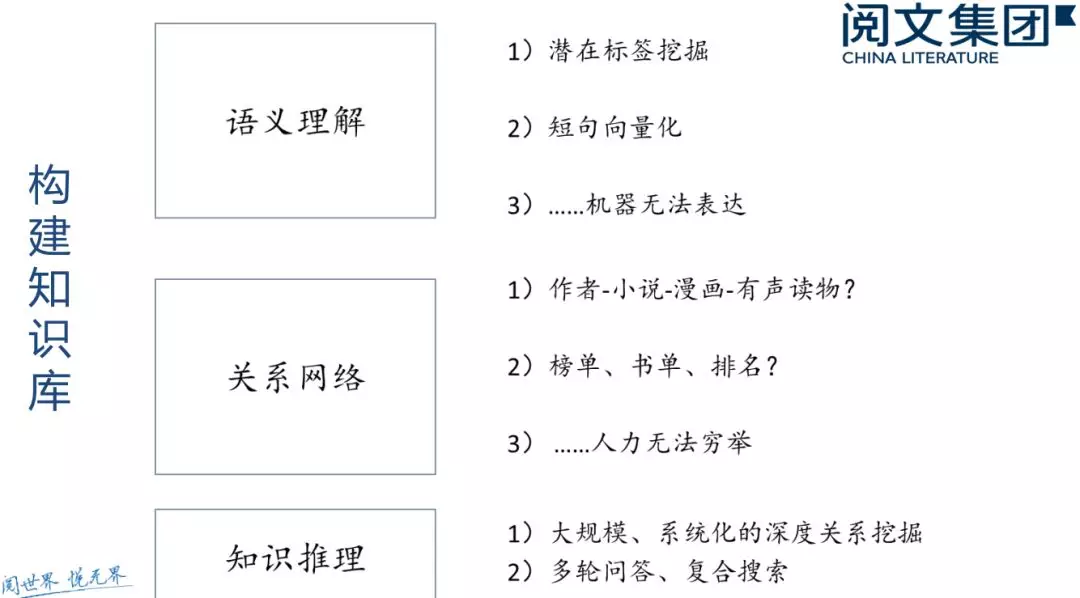 阅文集团
CHINA LITERATURE
构建知识库
语义理解
1）潜在标签挖掘
2）短句向量化
3）……机器无法表达
关系网络
1）作者-小说-漫画-有声读物？
2）榜单、书单、排名？
3） ……人力无法穷举
知识推理
1）大规模、系统化的深度关系挖掘
2）多轮问答、复合搜索
阅世界 悦无界